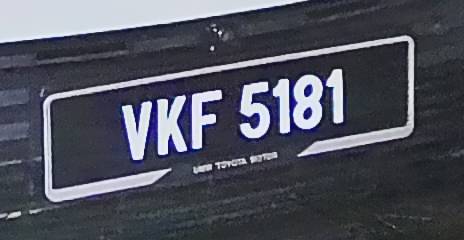 VKF 5181
UMW TOYOTA MOTOR